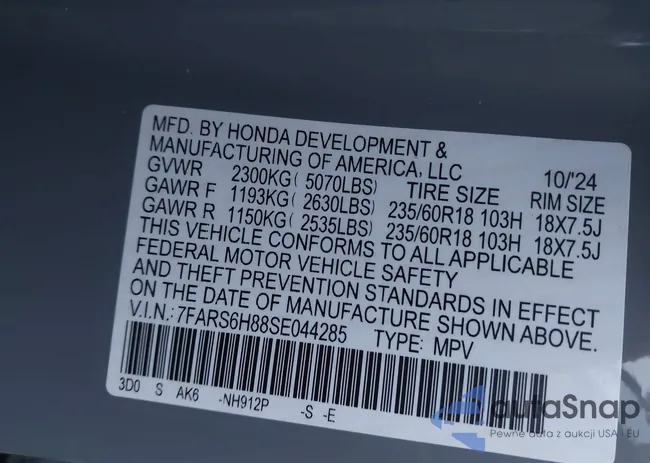 MFD. BY HONDA DEVELOPMENT &
MANUFACTURING OF AMERICA, LLC 10/'24
GVWR 2300KG( 5070LBS) TIRE SIZE RIM SIZE
GAWR F 1193KG( 2630LBS) 235/60R18 103H 18X7.5J
GAWR R 1150KG( 2535LBS) 235/60R18 103H 18X7.5J
THIS VEHICLE CONFORMS TO ALL APPLICABLE
FEDERAL MOTOR VEHICLE SAFETY
AND THEFT PREVENTION STANDARDS IN EFFECT
ON THE DATE OF MANUFACTURE SHOWN ABOVE.
V.I.N.: 7FARS6H88SE044285 TYPE: MPV
3D0 S AK6 -NH912P -S -E
autaSnap
Pewne auta z aukcji USA i EU